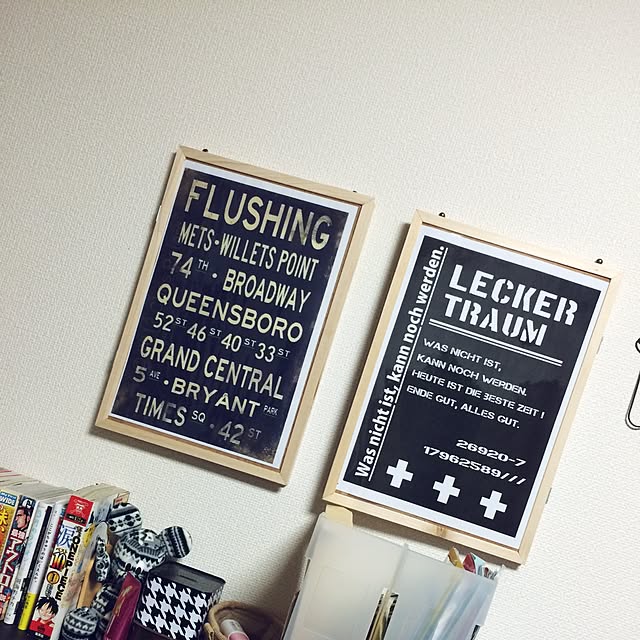 FLUSHING
METS·WILLETS POINT
74TH · BROADWAY
QUEENSBORO
52ST 46ST 40ST 33ST
GRAND CENTRAL
5AVE · BRYANT PARK
TIMES SQ · 42ST
Was nicht ist, kann noch werden.
LECKER
TRAUM
WAS NICHT IST,
KANN NOCH WERDEN.
HEUTE IST DIE BESTE ZEIT!
ENDE GUT, ALLES GUT.
26920-7
17962589///